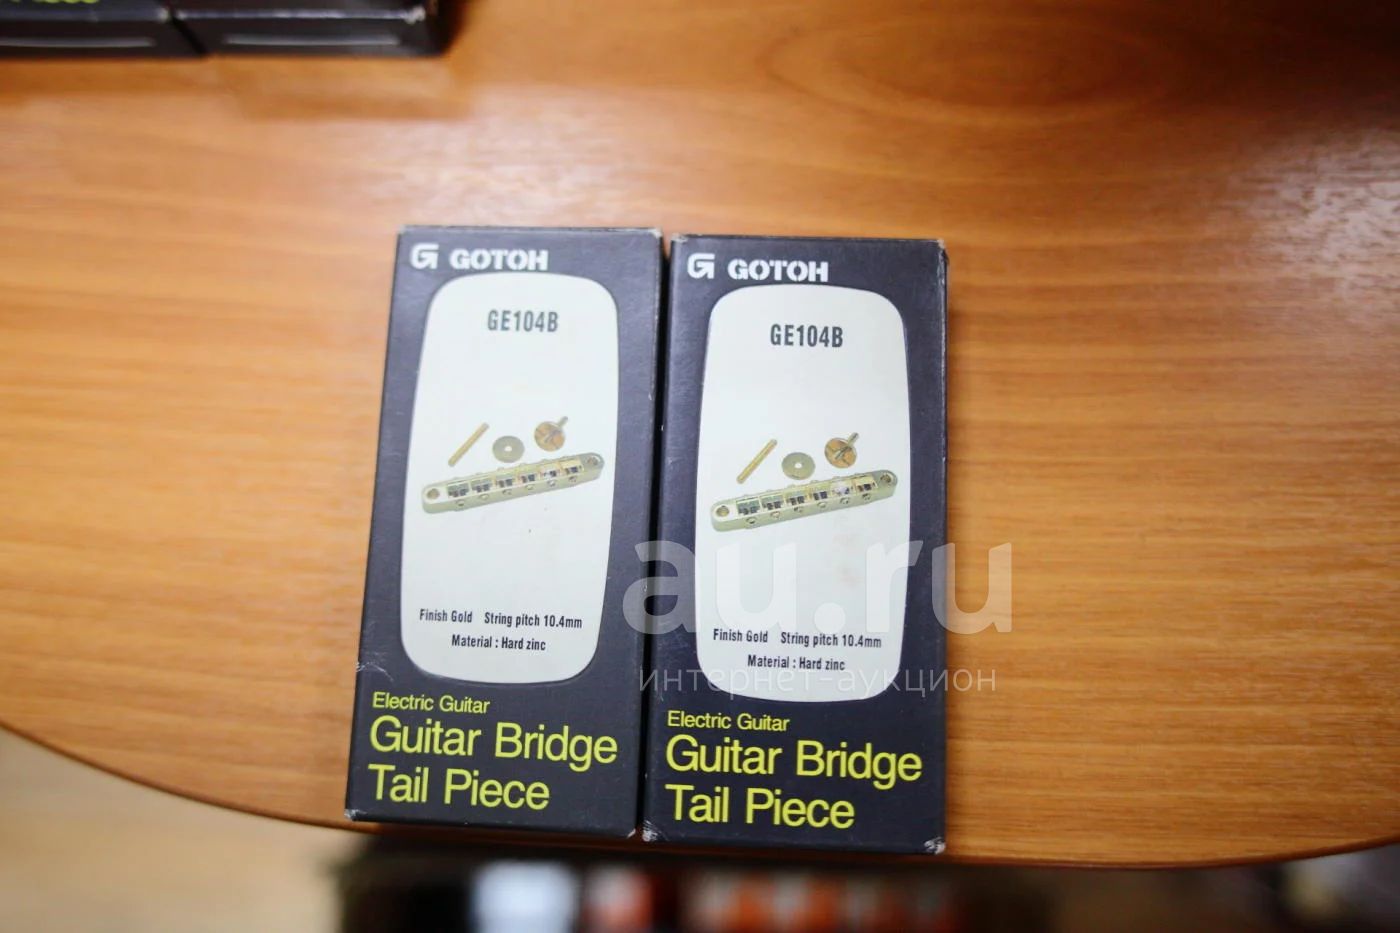 GOTOH
GE104B
Finish Gold String pitch 10.4mm
Material : Hard zinc
Electric Guitar
Guitar Bridge
Tail Piece
GOTOH
GE104B
Finish Gold String pitch 10.4mm
Material : Hard zinc
Electric Guitar
Guitar Bridge
Tail Piece
au.ru
интернет-аукцион